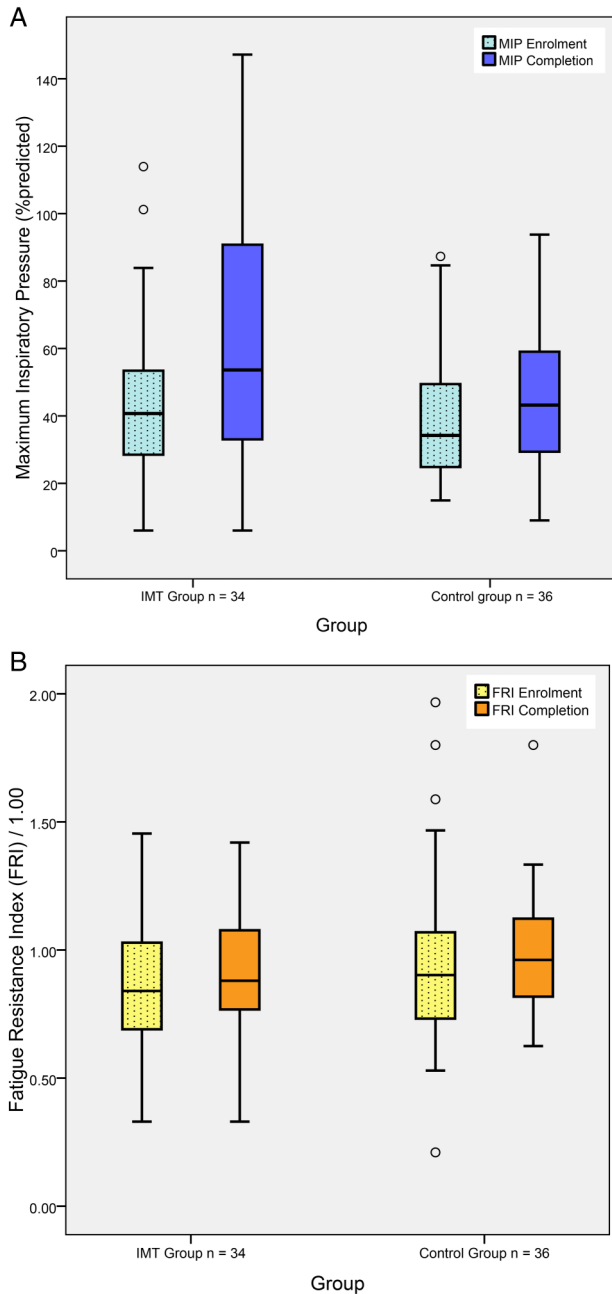 A
MIP Enrolment
MIP Completion
Maximum Inspiratory Pressure (%predicted)
140
120
100
80
60
40
20
0
IMT Group n = 34
Control group n = 36
Group
B
FRI Enrolment
FRI Completion
Fatigue Resistance Index (FRI) / 1.00
2.00
1.50
1.00
0.50
0.00
IMT Group n = 34
Control Group n = 36
Group